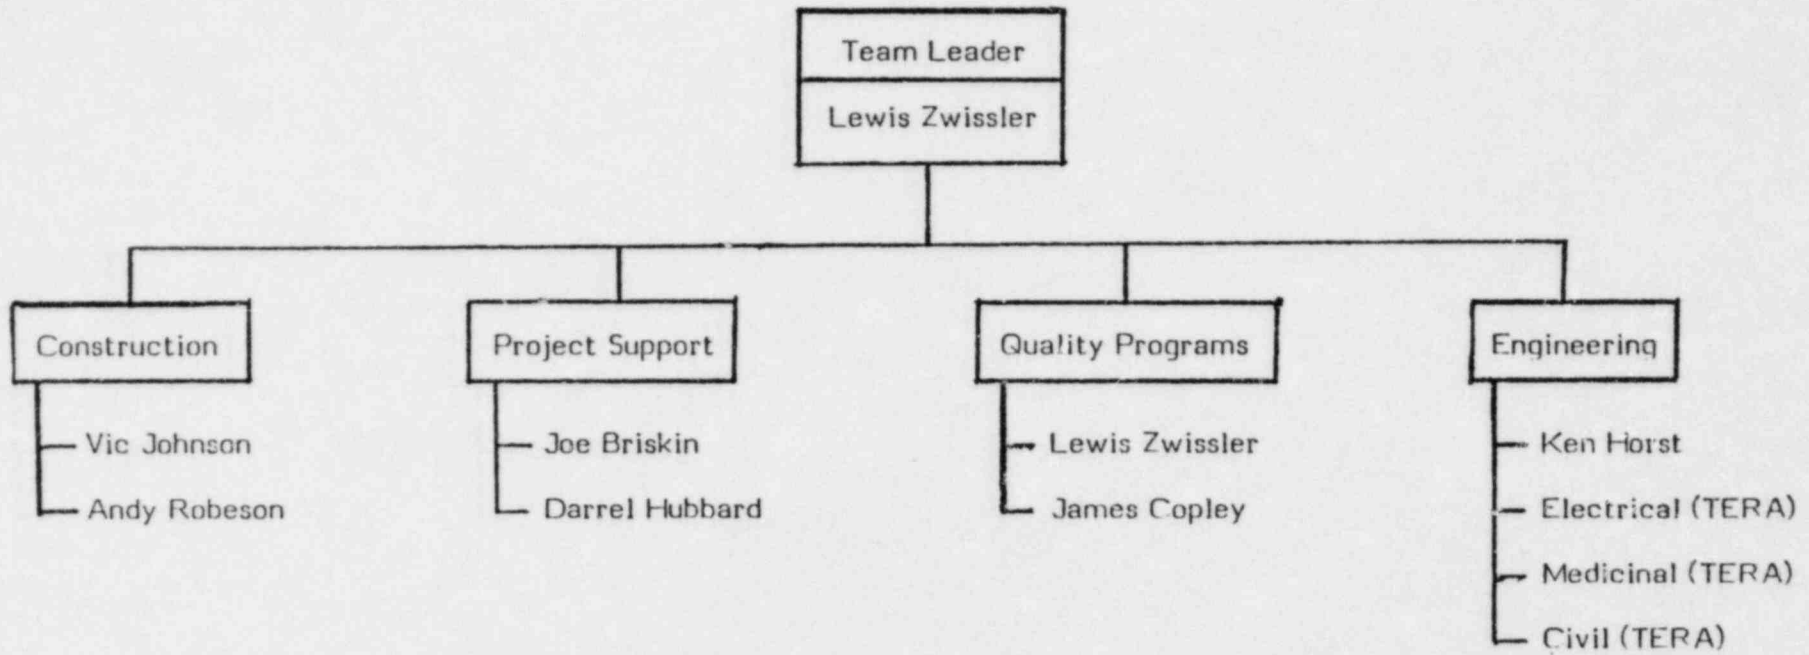 Team Leader
Lewis Zwissler
Construction
Project Support
Quality Programs
Engineering
Vic Johnson
Joe Briskin
Lewis Zwissler
Ken Horst
Andy Robeson
Darrel Hubbard
James Copley
Electrical (TERA)
Medicinal (TERA)
Civil (TERA)